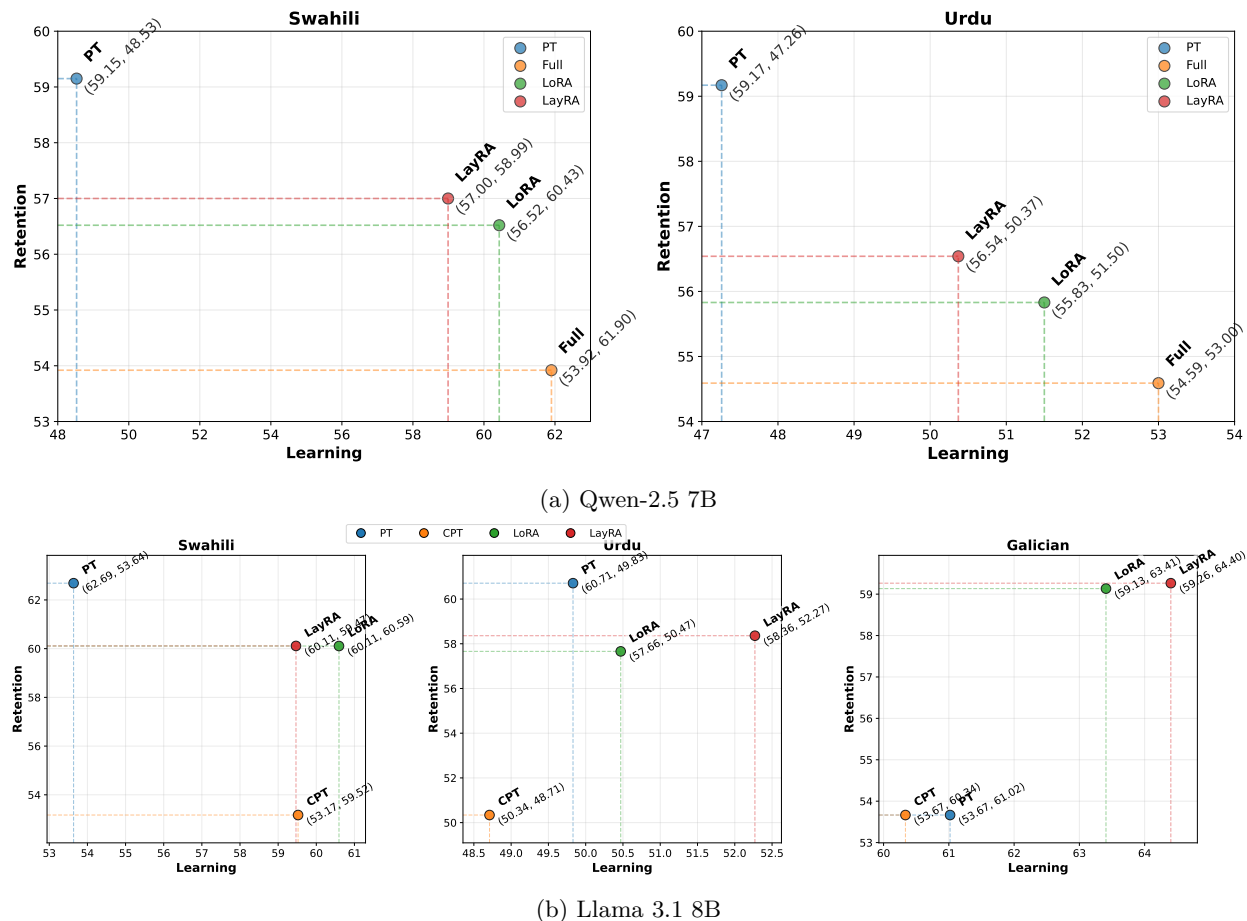 Swahili
60
59
58
57
56
55
54
53
Retention
48
50
52
54
56
58
60
62
Learning
PT
(59.15, 48.53)
LayRA
(57.00, 58.99)
LoRA
(56.52, 60.43)
Full
(53.92, 61.90)
PT
Full
LoRA
LayRA
Urdu
60
59
58
57
56
55
54
Retention
47
48
49
50
51
52
53
54
Learning
PT
(59.17, 47.26)
LayRA
(56.54, 50.37)
LoRA
(55.83, 51.50)
Full
(54.59, 53.00)
PT
Full
LoRA
LayRA
(a) Qwen-2.5 7B
PT CPT LoRA LayRA
Swahili
62
60
58
56
54
Retention
53
54
55
56
57
58
59
60
61
Learning
PT
(62.69, 53.64)
LayRA
(60.11, 59.47)
LoRA
(60.11, 60.59)
CPT
(53.17, 59.52)
Urdu
60
58
56
54
52
50
Retention
48.5
49.0
49.5
50.0
50.5
51.0
51.5
52.0
52.5
Learning
PT
(60.71, 49.83)
LoRA
(57.66, 50.47)
LayRA
(58.36, 52.27)
CPT
(50.34, 48.71)
Galician
59
58
57
56
55
54
53
Retention
60
61
62
63
64
Learning
LoRA
(59.13, 63.41)
LayRA
(59.26, 64.40)
CPT
(53.67, 60.34)
PT
(53.67, 61.02)
(b) Llama 3.1 8B